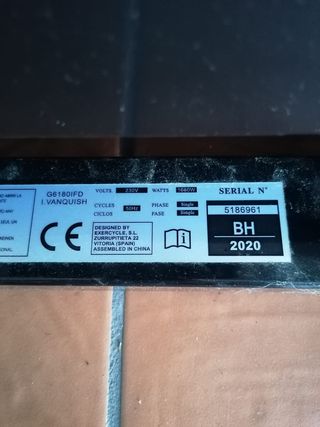 G6180IFD
I.VANQUISH
VOLTS 230V WATTS
CYCLES
CICLOS 50Hz
PHASE Single
FASE Single
DESIGNED BY
EXERCYCLE, S.L.
ZURRUPITIETA 22
VITORIA (SPAIN)
ASSEMBLED IN CHINA
CE
i
SERIAL Nº
5186961
BH
2020